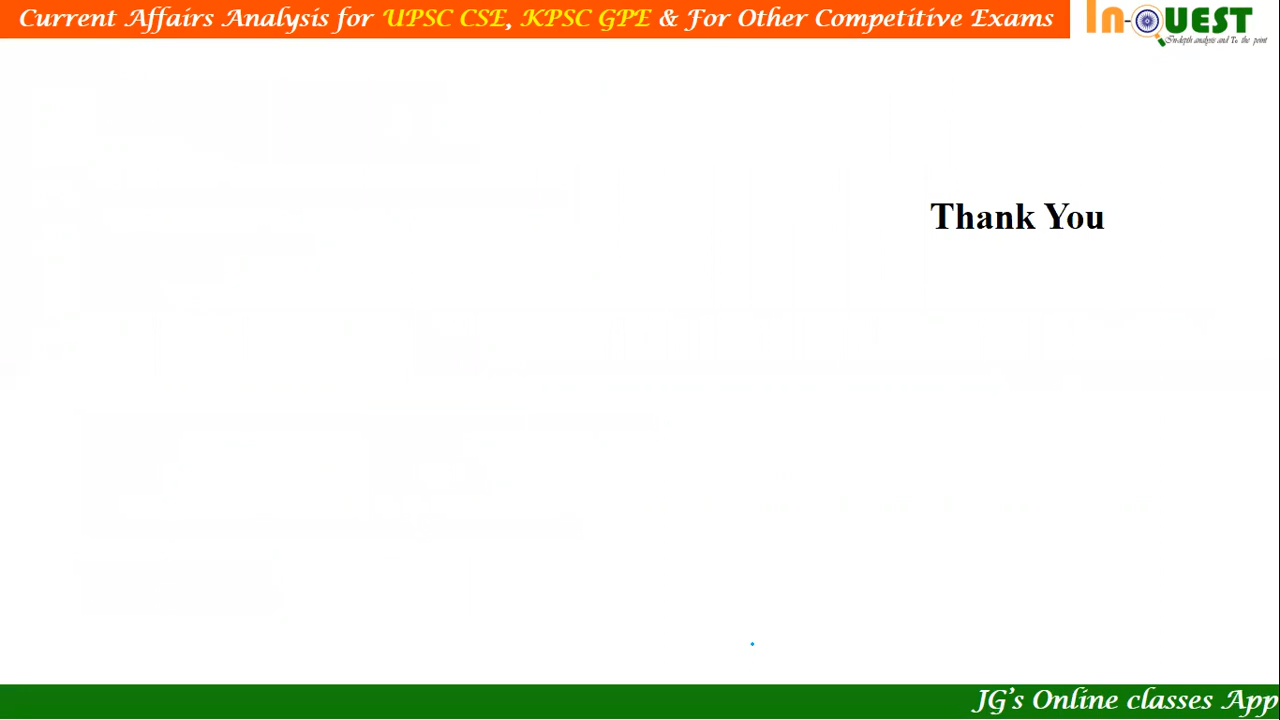 Current Affairs Analysis for UPSC CSE, KPSC GPE & For Other Competitive Exams
In-QUEST
In-depth analysis and To the point
Thank You
JG's Online classes App